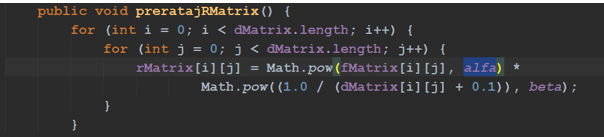 public void preratajRMatrix() {
for (int i = 0; i < dMatrix.length; i++) {
for (int j = 0; j < dMatrix.length; j++) {
rMatrix[i][j] = Math.pow(fMatrix[i][j], alfa) *
Math.pow((1.0 / (dMatrix[i][j] + 0.1)), beta);
}
}